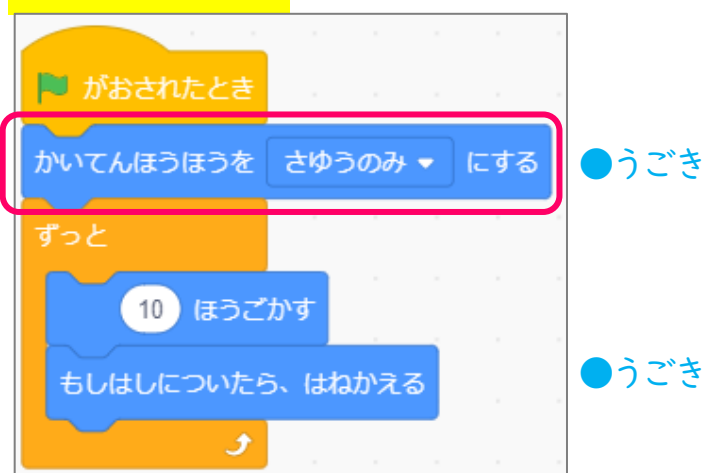 がおされたとき
かいてんほうほうを さゆうのみ にする
●うごき
ずっと
10 ほうごかす
もしはしについたら、はねかえる
●うごき